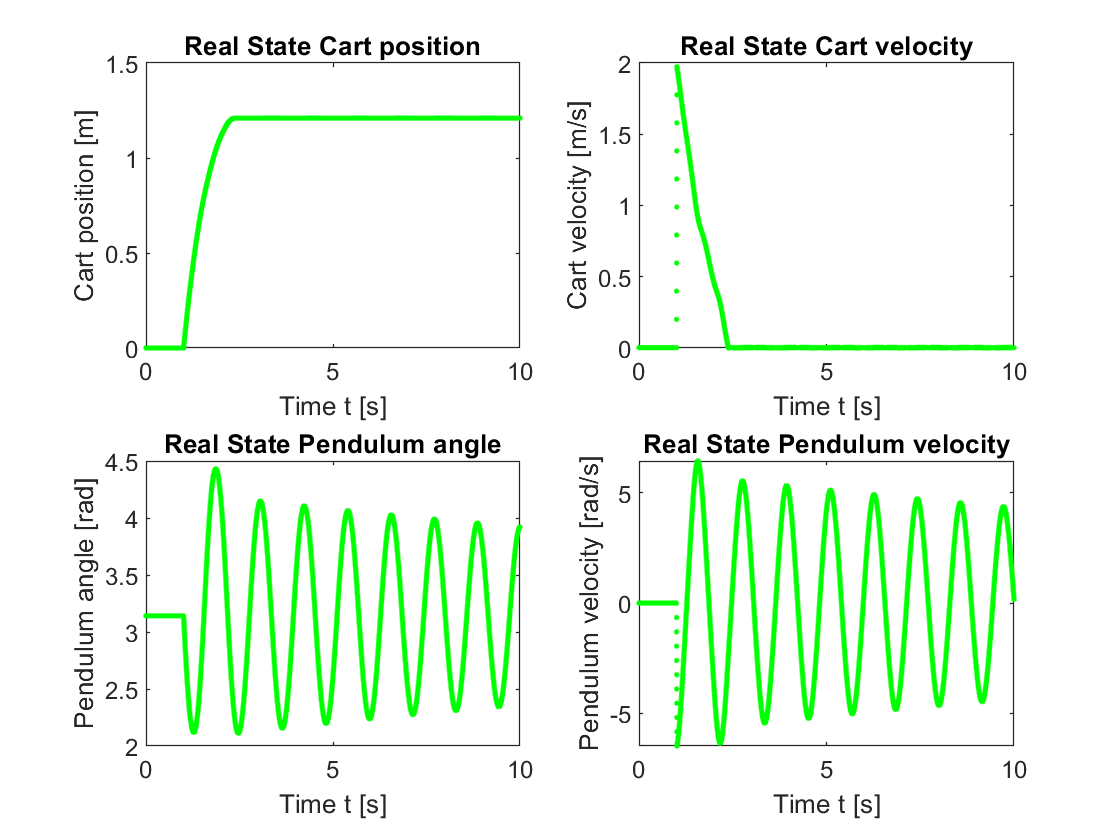 Real State Cart position
Cart position [m]
1.5
1
0.5
0
0
5
10
Time t [s]
Real State Cart velocity
Cart velocity [m/s]
2
1.5
1
0.5
0
0
5
10
Time t [s]
Real State Pendulum angle
Pendulum angle [rad]
4.5
4
3.5
3
2.5
2
0
5
10
Time t [s]
Real State Pendulum velocity
Pendulum velocity [rad/s]
5
0
-5
0
5
10
Time t [s]